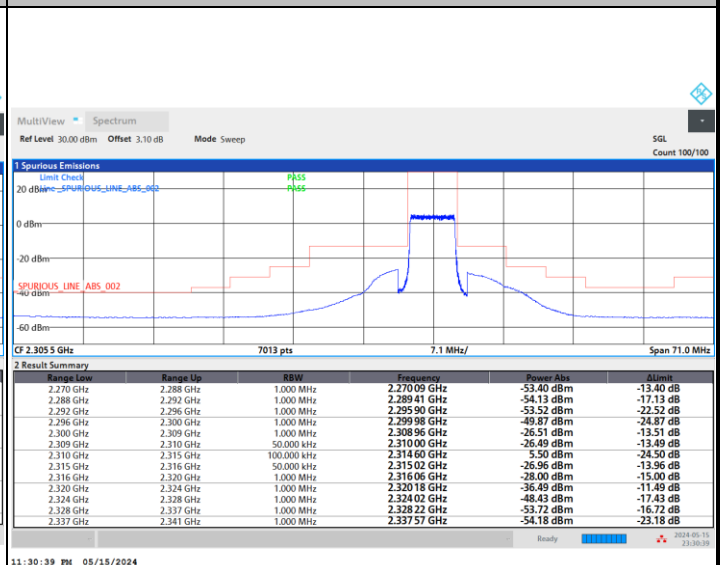 MultiView Spectrum
Ref Level 30.00 dBm Offset 3.10 dB Mode Sweep SGL
Count 100/100
1 Spurious Emissions
Limit Check PASS
20 dBm Line _SPURIOUS_LINE_ABS_002 PASS
0 dBm
-20 dBm
SPURIOUS_LINE_ABS_002
-40 dBm
-60 dBm
CF 2.305 5 GHz 7013 pts 7.1 MHz/ Span 71.0 MHz
2 Result Summary
Range Low Range Up RBW Frequency Power Abs ΔLimit
2.270 GHz 2.288 GHz 1.000 MHz 2.270 09 GHz -53.40 dBm -13.40 dB
2.288 GHz 2.292 GHz 1.000 MHz 2.289 41 GHz -54.13 dBm -17.13 dB
2.292 GHz 2.296 GHz 1.000 MHz 2.295 90 GHz -53.52 dBm -22.52 dB
2.296 GHz 2.300 GHz 1.000 MHz 2.299 98 GHz -49.87 dBm -24.87 dB
2.300 GHz 2.309 GHz 1.000 MHz 2.308 96 GHz -26.51 dBm -13.51 dB
2.309 GHz 2.310 GHz 50.000 kHz 2.310 00 GHz -26.49 dBm -13.49 dB
2.310 GHz 2.315 GHz 100.000 kHz 2.314 60 GHz 5.50 dBm -24.50 dB
2.315 GHz 2.316 GHz 50.000 kHz 2.315 02 GHz -26.96 dBm -13.96 dB
2.316 GHz 2.320 GHz 1.000 MHz 2.316 06 GHz -28.00 dBm -15.00 dB
2.320 GHz 2.324 GHz 1.000 MHz 2.320 18 GHz -36.49 dBm -11.49 dB
2.324 GHz 2.328 GHz 1.000 MHz 2.324 02 GHz -48.43 dBm -17.43 dB
2.328 GHz 2.337 GHz 1.000 MHz 2.328 22 GHz -53.72 dBm -16.72 dB
2.337 GHz 2.341 GHz 1.000 MHz 2.337 57 GHz -54.18 dBm -23.18 dB
Ready 2024-05-15
23:30:39
11:30:39 PM 05/15/2024